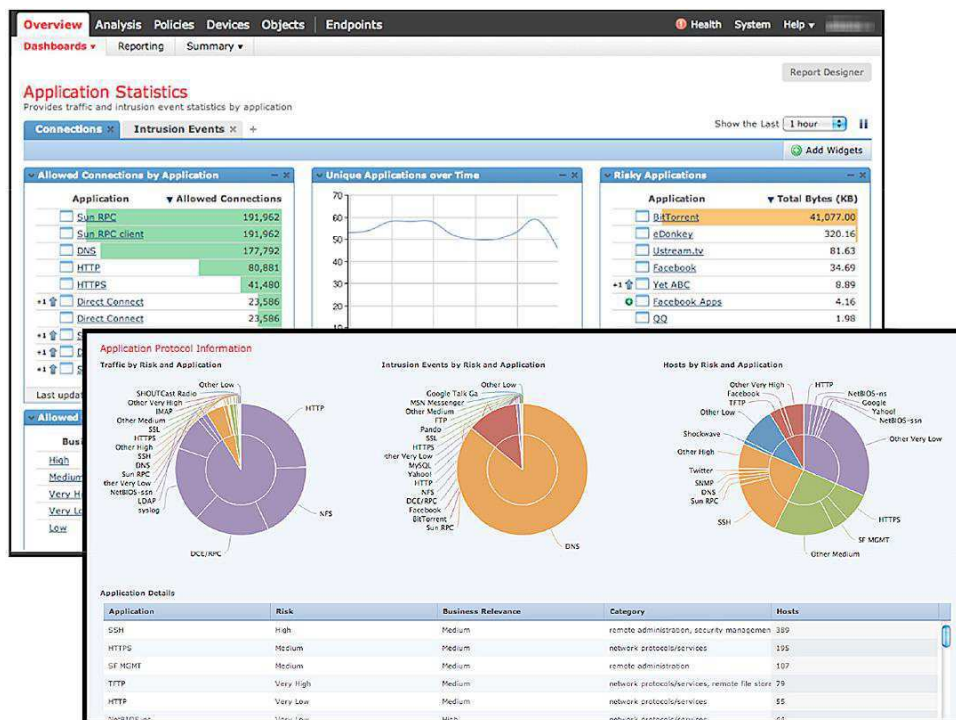 Overview Analysis Policies Devices Objects Endpoints Health System Help
Dashboards Reporting Summary
Report Designer
Application Statistics
Provides traffic and intrusion event statistics by application
Connections × Intrusion Events × +
Show the Last 1 hour
Add Widgets
Allowed Connections by Application
Application Allowed Connections
Sun RPC 191,962
Sun RPC client 191,962
DNS 177,792
HTTP 80,881
HTTPS 41,480
+1 Direct Connect 23,586
Direct Connect 23,586
+1 S
+1 D
+1 S
Unique Applications over Time
70
60
50
40
30
20
10
Risky Applications
Application Total Bytes (KB)
BitTorrent 41,077.00
eDonkey 320.16
Ustream.tv 81.63
Facebook 34.69
+1 Yet ABC 8.89
Facebook Apps 4.16
QQ 1.98
Last updat
Allowed
Busi
High
Medium
Very H
Very L
Low
Application Protocol Information
Traffic by Risk and Application
Other Low
SHOUTCast Radio
Other Very High
IMAP
Other Medium
SSL
HTTPS
Other High
SSH
DNS
Sun RPC
ther Very Low
NetBIOS-ssn
LDAP
syslog
HTTP
NFS
DCE/RPC
Intrusion Events by Risk and Application
Other Low
Google Talk Ga
MSN Messenger
Other Medium
FTP
Pando
SSL
HTTPS
ther Very Low
MySQL
Yahoo!
HTTP
NFS
DCE/RPC
Facebook
BitTorrent
Sun RPC
DNS
Hosts by Risk and Application
Other Very High
Facebook
TFTP
Other Low
Shockwave
Other High
Twitter
SNMP
DNS
Sun RPC
SSH
HTTP
NetBIOS-ns
Google
Yahoo!
NetBIOS-ssn
Other Very Low
HTTPS
SF MGMT
Other Medium
Application Details
Application Risk Business Relevance Category Hosts
SSH High Medium remote administration, security managemen 389
HTTPS Medium Medium network protocols/services 195
SF MGMT Medium Medium remote administration 107
TFTP Very High Medium network protocols/services, remote file stora 79
HTTP Very Low Medium network protocols/services 55